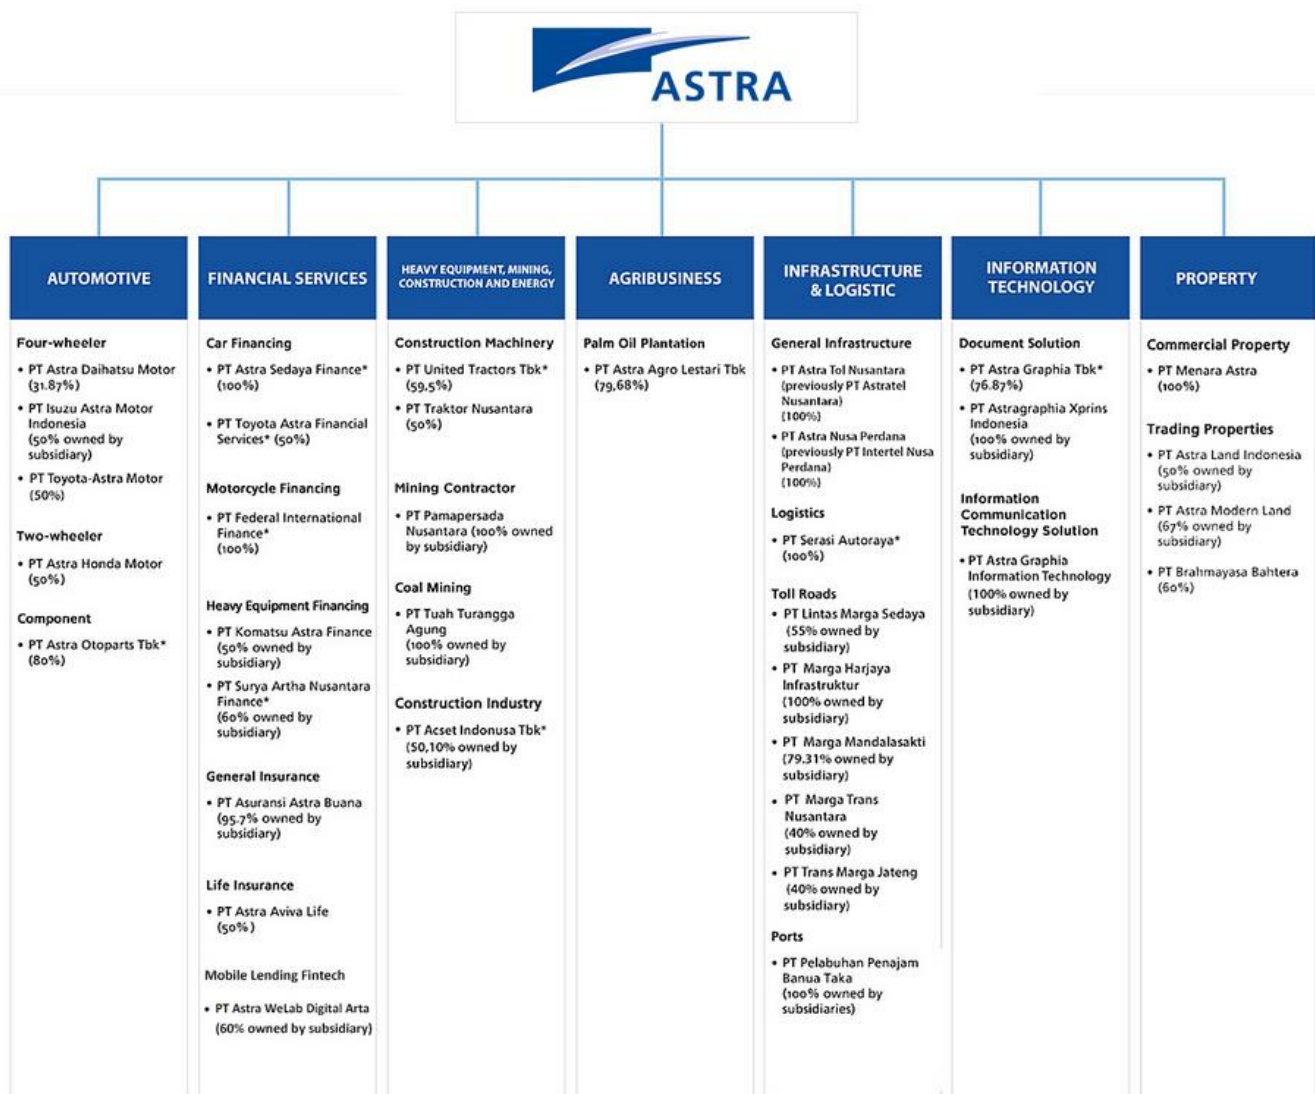 ASTRA
AUTOMOTIVE
Four-wheeler
• PT Astra Daihatsu Motor
(31.87%)
• PT Isuzu Astra Motor
Indonesia
(50% owned by
subsidiary)
• PT Toyota-Astra Motor
(50%)
Two-wheeler
• PT Astra Honda Motor
(50%)
Component
• PT Astra Otoparts Tbk*
(80%)
FINANCIAL SERVICES
Car Financing
• PT Astra Sedaya Finance*
(100%)
• PT Toyota Astra Financial
Services* (50%)
Motorcycle Financing
• PT Federal International
Finance*
(100%)
Heavy Equipment Financing
• PT Komatsu Astra Finance
(50% owned by
subsidiary)
• PT Surya Artha Nusantara
Finance*
(60% owned by
subsidiary)
General Insurance
• PT Asuransi Astra Buana
(95.7% owned by
subsidiary)
Life Insurance
• PT Astra Aviva Life
(50%)
Mobile Lending Fintech
• PT Astra WeLab Digital Arta
(60% owned by subsidiary)
HEAVY EQUIPMENT, MINING,
CONSTRUCTION AND ENERGY
Construction Machinery
• PT United Tractors Tbk*
(59,5%)
• PT Traktor Nusantara
(50%)
Mining Contractor
• PT Pamapersada
Nusantara (100% owned
by subsidiary)
Coal Mining
• PT Tuah Turangga
Agung
(100% owned by
subsidiary)
Construction Industry
• PT Acset Indonusa Tbk*
(50,10% owned by
subsidiary)
AGRIBUSINESS
Palm Oil Plantation
• PT Astra Agro Lestari Tbk
(79,68%)
INFRASTRUCTURE
& LOGISTIC
General Infrastructure
• PT Astra Tol Nusantara
(previously PT Astratel
Nusantara)
(100%)
• PT Astra Nusa Perdana
(previously PT Intertel Nusa
Perdana)
(100%)
Logistics
• PT Serasi Autoraya*
(100%)
Toll Roads
• PT Lintas Marga Sedaya
(55% owned by
subsidiary)
• PT Marga Harjaya
Infrastruktur
(100% owned by
subsidiary)
• PT Marga Mandalasakti
(79.31% owned by
subsidiary)
• PT Marga Trans
Nusantara
(40% owned by
subsidiary)
• PT Trans Marga Jateng
(40% owned by
subsidiary)
Ports
• PT Pelabuhan Penajam
Banua Taka
(100% owned by
subsidiaries)
INFORMATION
TECHNOLOGY
Document Solution
• PT Astra Graphia Tbk*
(76.87%)
• PT Astragraphia Xprins
Indonesia
(100% owned by
subsidiary)
Information
Communication
Technology Solution
• PT Astra Graphia
Information Technology
(100% owned by
subsidiary)
PROPERTY
Commercial Property
• PT Menara Astra
(100%)
Trading Properties
• PT Astra Land Indonesia
(50% owned by
subsidiary)
• PT Astra Modern Land
(67% owned by
subsidiary)
• PT Brahmayasa Bahtera
(60%)